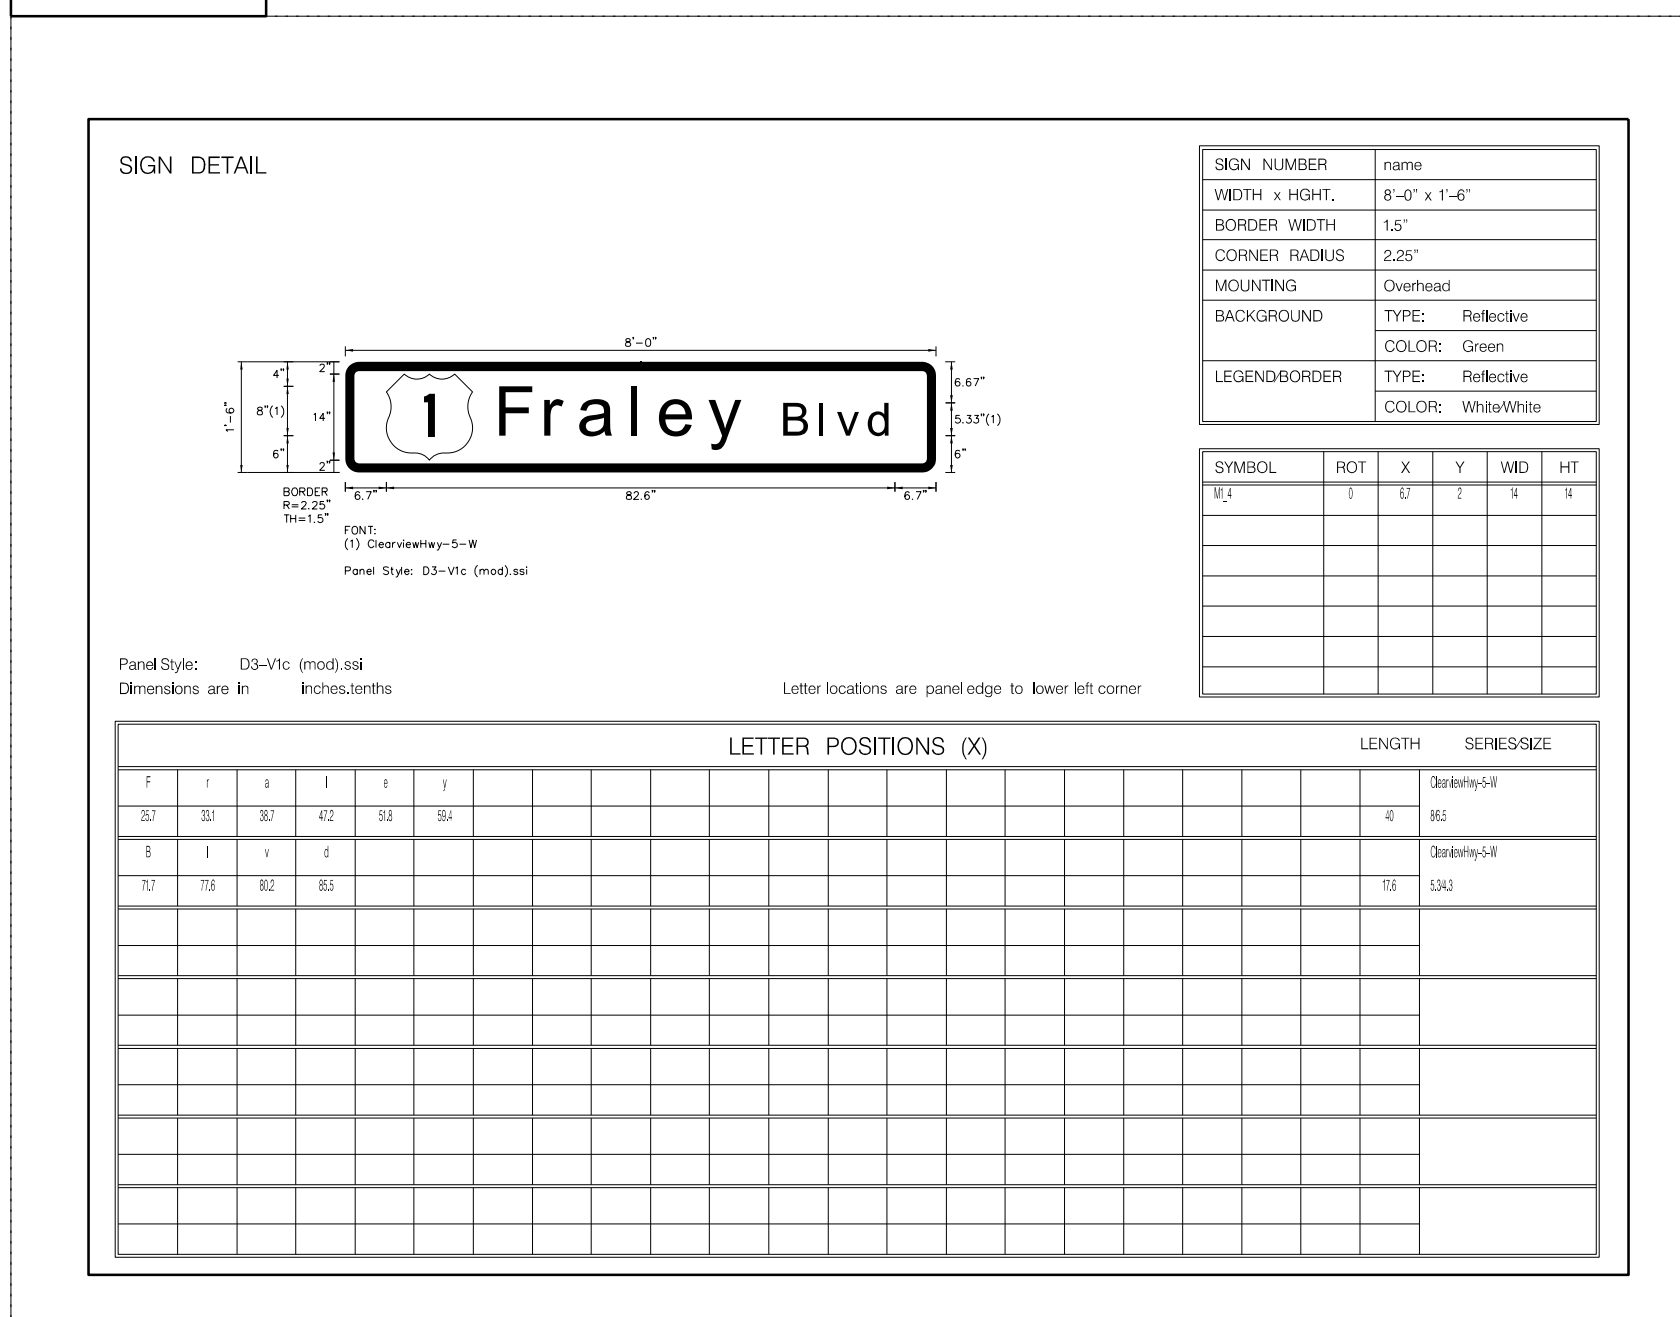 SIGN DETAIL
SIGN NUMBER name
WIDTH x HGHT. 8'-0" x 1'-6"
BORDER WIDTH 1.5"
CORNER RADIUS 2.25"
MOUNTING Overhead
BACKGROUND TYPE: Reflective
COLOR: Green
LEGEND/BORDER TYPE: Reflective
COLOR: White/White
8'-0"
1'-6"
4"
8"(1)
6"
2"
14"
2"
1 Fraley Blvd
6.67"
5.33"(1)
6"
6.7" 82.6" 6.7"
BORDER
R=2.25"
TH=1.5"
FONT:
(1) ClearviewHwy-5-W
Panel Style: D3-V1c (mod).ssi
SYMBOL ROT X Y WID HT
M1_4 0 6.7 2 14 14
Panel Style: D3-V1c (mod).ssi
Dimensions are in inches.tenths
Letter locations are panel edge to lower left corner
LETTER POSITIONS (X) LENGTH SERIES/SIZE
F r a l e y ClearviewHwy-5-W
25.7 33.1 38.7 47.2 51.8 59.4 40 8/6.5
B l v d ClearviewHwy-5-W
71.7 77.6 80.2 85.5 17.6 5.3/4.3